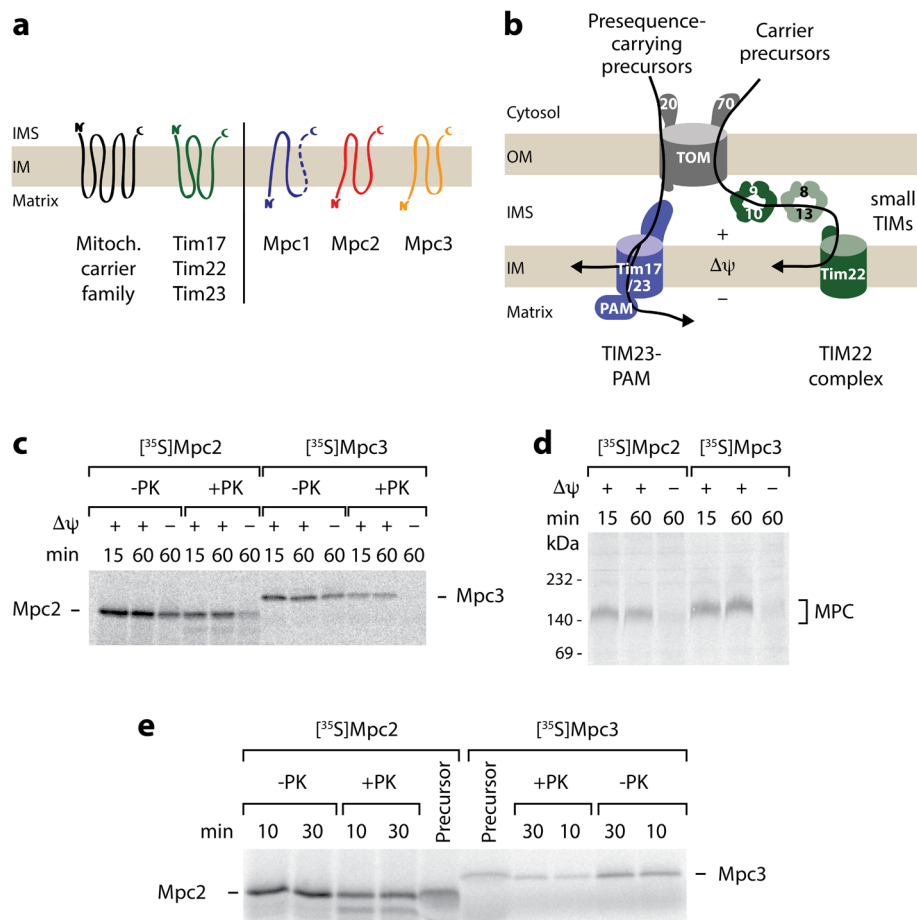 a
IMS
IM
Matrix
N
C
N
C
N
C
N
C
N
C
Mitoch.
carrier
family
Tim17
Tim22
Tim23
Mpc1
Mpc2
Mpc3
b
Presequence-
carrying
precursors
Carrier
precursors
Cytosol
20
70
OM
TOM
IMS
9
10
8
13
small
TIMs
+
IM
Tim17
/23
Δψ
Tim22
–
Matrix
PAM
TIM23-
PAM
TIM22
complex
c
[³⁵S]Mpc2 [³⁵S]Mpc3
-PK +PK -PK +PK
Δψ + + – + + – + + – + + –
min 15 60 60 15 60 60 15 60 60 15 60 60
Mpc2 –
– Mpc3
d
[³⁵S]Mpc2 [³⁵S]Mpc3
Δψ + + – + + –
min 15 60 60 15 60 60
kDa
232 -
140 -
69 -
MPC
e
[³⁵S]Mpc2 [³⁵S]Mpc3
-PK +PK Precursor Precursor +PK -PK
min 10 30 10 30 30 10 30 10
Mpc2 –
– Mpc3